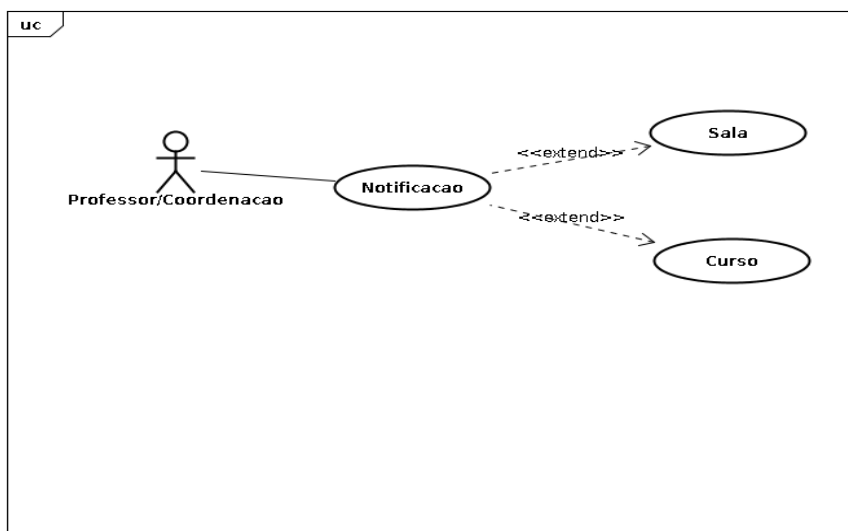 uc
Sala
<<extend>>
Notificacao
Professor/Coordenacao
<<extend>>
Curso